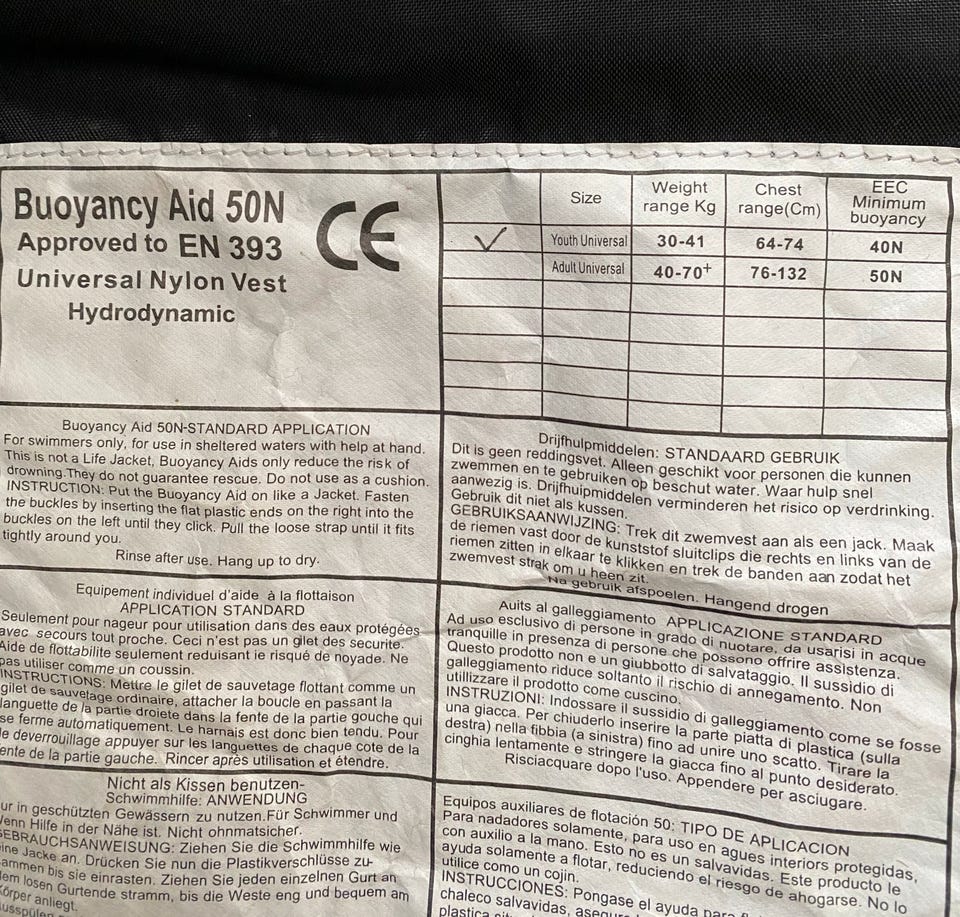 Buoyancy Aid 50N
Approved to EN 393
Universal Nylon Vest
Hydrodynamic
CE
Size Weight range Kg Chest range(Cm) EEC Minimum buoyancy
✓ Youth Universal 30-41 64-74 40N
Adult Universal 40-70+ 76-132 50N
Buoyancy Aid 50N-STANDARD APPLICATION
For swimmers only, for use in sheltered waters with help at hand.
This is not a Life Jacket, Buoyancy Aids only reduce the risk of
drowning.They do not guarantee rescue. Do not use as a cushion.
INSTRUCTION: Put the Buoyancy Aid on like a Jacket. Fasten
the buckles by inserting the flat plastic ends on the right into the
buckles on the left until they click. Pull the loose strap until it fits
tightly around you.
Rinse after use. Hang up to dry.
Drijfhulpmiddelen: STANDAARD GEBRUIK
Dit is geen reddingsvet. Alleen geschikt voor personen die kunnen
zwemmen en te gebruiken op beschut water. Waar hulp snel
aanwezig is. Drijfhuipmiddelen verminderen het risico op verdrinking.
Gebruik dit niet als kussen.
GEBRUIKSAANWIJZING: Trek dit zwemvest aan als een jack. Maak
de riemen vast door de kunststof sluitclips die rechts en links van de
riemen zitten in elkaar te klikken en trek de banden aan zodat het
zwemvest strak om u heen zit.
Na gebruik afspoelen. Hangend drogen
Equipement individuel d'aide à la flottaison
APPLICATION STANDARD
Seulement pour nageur pour utilisation dans des eaux protégées
avec secours tout proche. Ceci n'est pas un gilet des securite.
Aide de flottabilite seulement reduisant ie risqué de noyade. Ne
pas utiliser comme un coussin.
INSTRUCTIONS: Mettre le gilet de sauvetage flottant comme un
gilet de sauvetage ordinaire, attacher la boucle en passant la
languette de la partie droiete dans la fente de la partie gauche qui
se ferme automatiquement. Le harnais est donc bien tendu. Pour
le deverrouillage appuyer sur les languettes de chaque cote de la
fente de la partie gauche. Rincer après utilisation et étendre.
Auits al galleggiamento APPLICAZIONE STANDARD
Ad uso esclusivo di persone in grado di nuotare, da usarisi in acque
tranquille in presenza di persone che possono offrire assistenza.
Questo prodotto non e un giubbotto di salvataggio. Il sussidio di
galleggiamento riduce soltanto il rischio di annegamento. Non
utilizzare il prodotto come cuscino.
INSTRUZIONI: Indossare il sussidio di galleggiamento come se fosse
una giacca. Per chiuderlo inserire la parte piatta di plastica (sulla
destra) nella fibbia (a sinistra) fino ad unire uno scatto. Tirare la
cinghia lentamente e stringere la giacca fino al punto desiderato.
Risciacquare dopo l'uso. Appendere per asciugare.
Nicht als Kissen benutzen-
Schwimmhilfe: ANWENDUNG
ur in geschützten Gewässern zu nutzen.Für Schwimmer und
Wenn Hilfe in der Nähe ist. Nicht ohnmatsicher.
GEBRAUCHSANWEISUNG: Ziehen Sie die Schwimmhilfe wie
eine Jacke an. Drücken Sie nun die Plastikverschlüsse zu-
ammen bis sie einrasten. Ziehen Sie jeden einzelnen Gurt an
dem losen Gurtende stramm, bis die Weste eng und bequem am
Körper anliegt.
Equipos auxiliares de flotación 50: TIPO DE APLICACION
Para nadadores solamente, para uso en agues interiors protegidas,
con auxilio a la mano. Esto no es un salvavidas. Este producto le
ayuda solamente a flotar, reduciendo el riesgo de ahogarse. No lo
utilice como un cojin.
INSTRUCCIONES: Pongase el ayuda para
chaleco salvavidas,
plastica